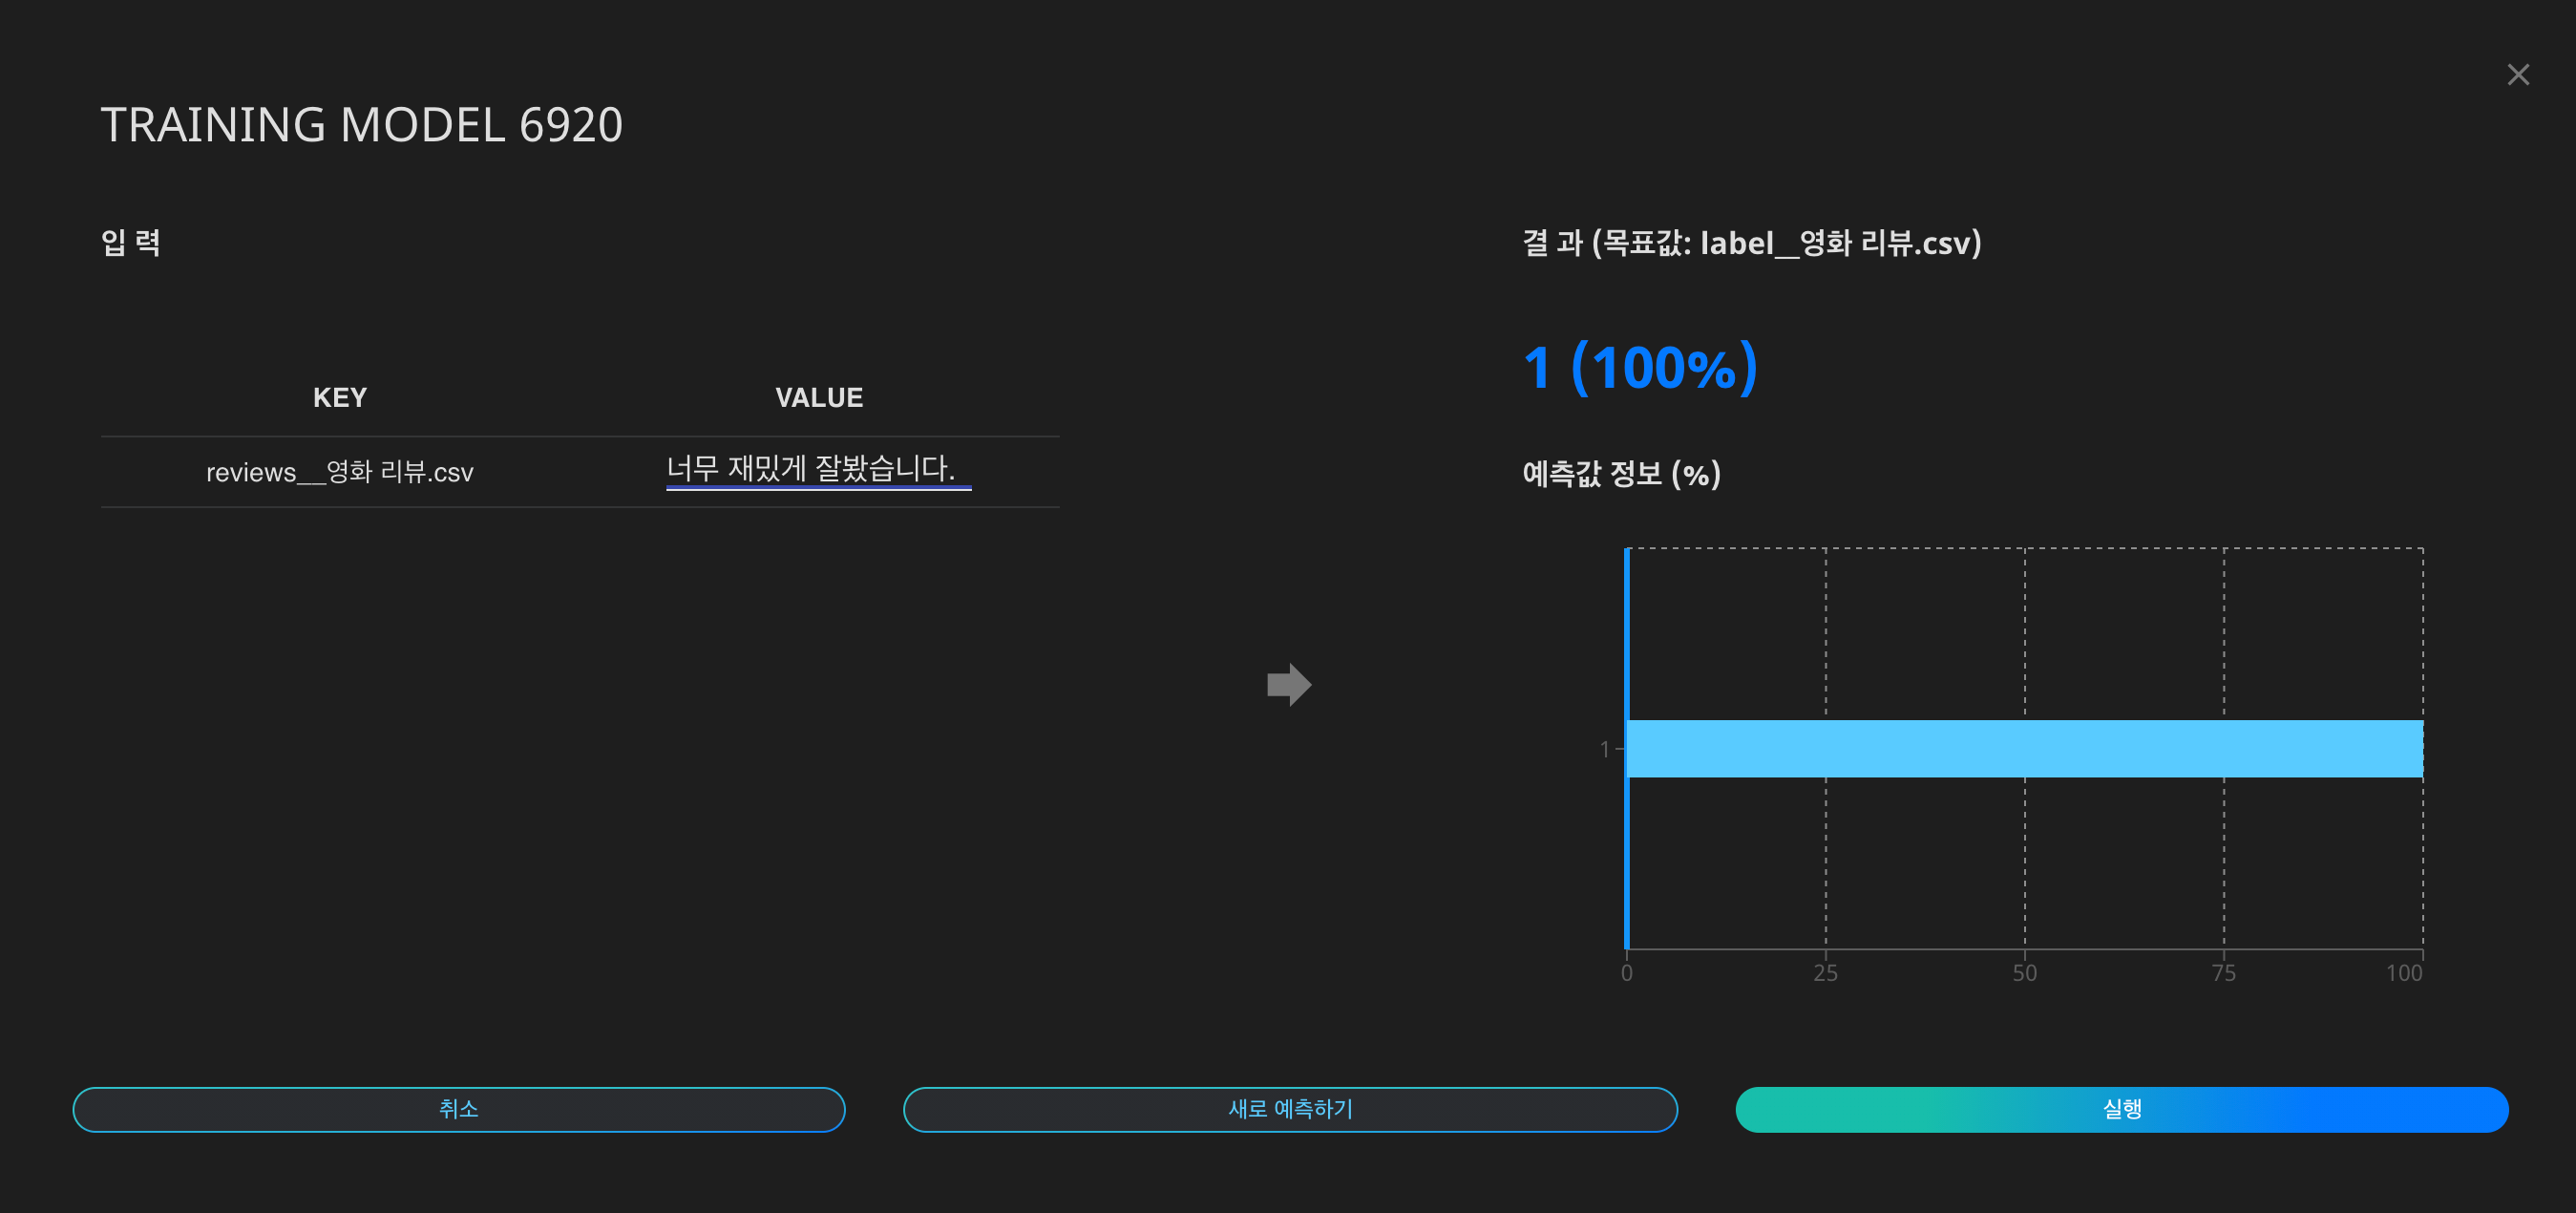 TRAINING MODEL 6920
입 력
KEY VALUE
reviews__영화 리뷰.csv 너무 재밌게 잘봤습니다.
결 과 (목표값: label__영화 리뷰.csv)
1 (100%)
예측값 정보 (%)
1
0 25 50 75 100
취소 새로 예측하기 실행